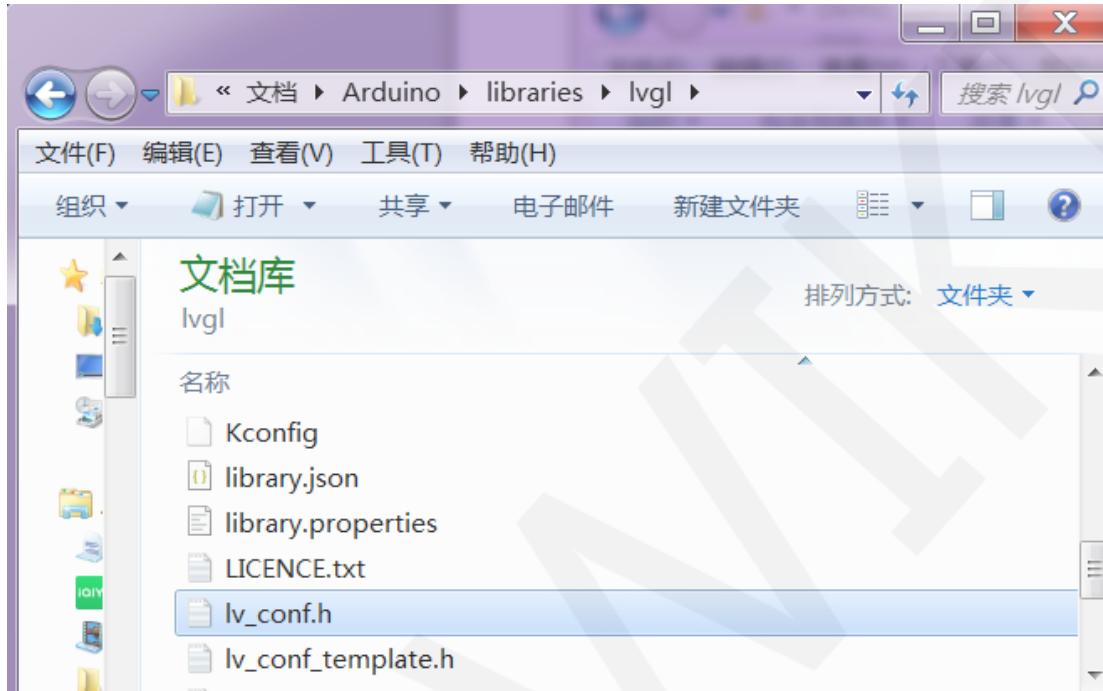 « 文档 ▸ Arduino ▸ libraries ▸ lvgl ▸
搜索 lvgl
文件(F) 编辑(E) 查看(V) 工具(T) 帮助(H)
组织 打开 共享 电子邮件 新建文件夹
文档库
lvgl
排列方式: 文件夹
名称
Kconfig
library.json
library.properties
LICENCE.txt
lv_conf.h
lv_conf_template.h